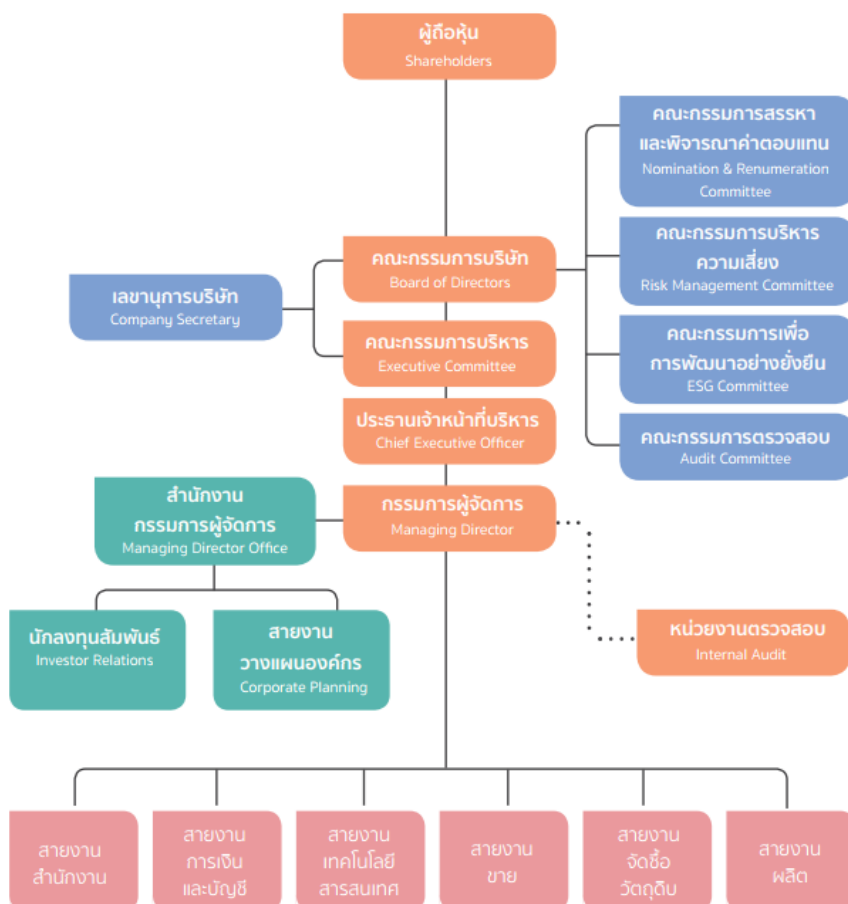 ผู้ถือหุ้น
Shareholders
คณะกรรมการสรรหา
และพิจารณาค่าตอบแทน
Nomination & Renumeration
Committee
คณะกรรมการบริษัท
Board of Directors
คณะกรรมการบริหาร
ความเสี่ยง
Risk Management Committee
เลขานุการบริษัท
Company Secretary
คณะกรรมการบริหาร
Executive Committee
คณะกรรมการเพื่อ
การพัฒนาอย่างยั่งยืน
ESG Committee
ประธานเจ้าหน้าที่บริหาร
Chief Executive Officer
คณะกรรมการตรวจสอบ
Audit Committee
สำนักงาน
กรรมการผู้จัดการ
Managing Director Office
กรรมการผู้จัดการ
Managing Director
นักลงทุนสัมพันธ์
Investor Relations
สายงาน
วางแผนองค์กร
Corporate Planning
หน่วยงานตรวจสอบ
Internal Audit
สายงาน
สำนักงาน
สายงาน
การเงิน
และบัญชี
สายงาน
เทคโนโลยี
สารสนเทศ
สายงาน
ขาย
สายงาน
จัดซื้อ
วัตถุดิบ
สายงาน
ผลิต